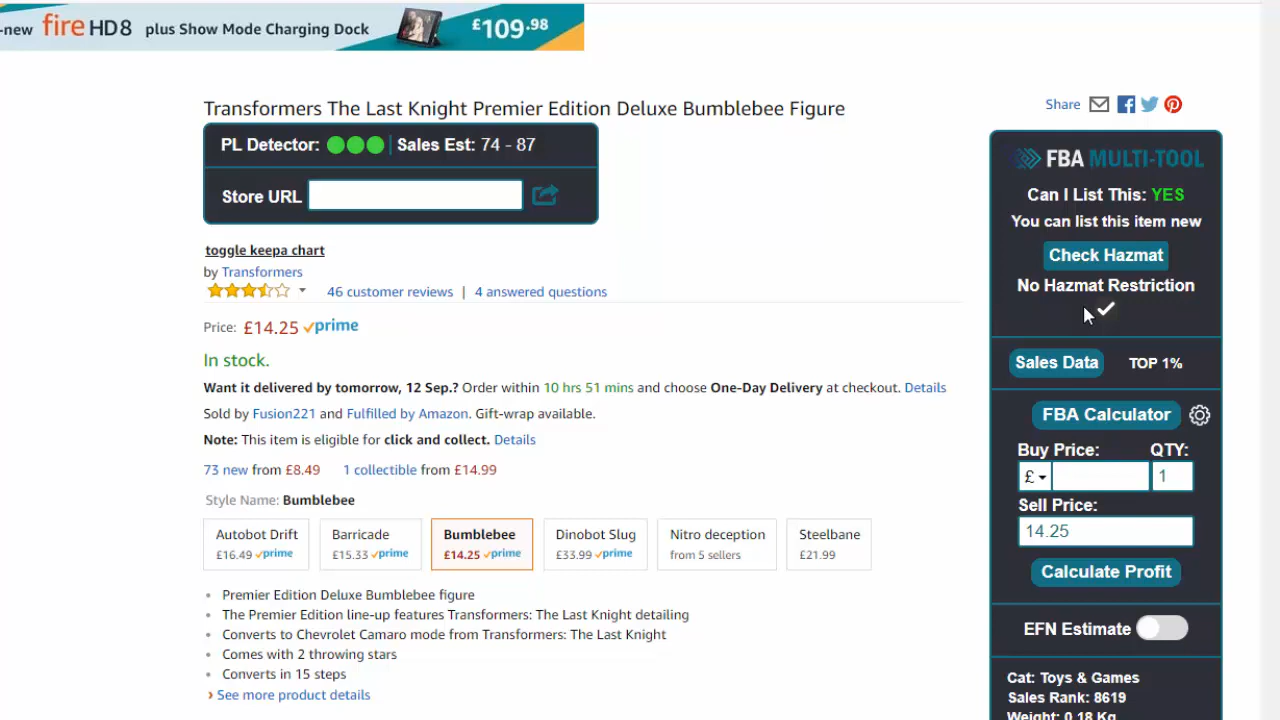 -new fire HD8 plus Show Mode Charging Dock £109.98
Transformers The Last Knight Premier Edition Deluxe Bumblebee Figure
PL Detector: Sales Est: 74 - 87
Store URL
toggle keepa chart
by Transformers
46 customer reviews | 4 answered questions
Price: £14.25 prime
In stock.
Want it delivered by tomorrow, 12 Sep.? Order within 10 hrs 51 mins and choose One-Day Delivery at checkout. Details
Sold by Fusion221 and Fulfilled by Amazon. Gift-wrap available.
Note: This item is eligible for click and collect. Details
73 new from £8.49 1 collectible from £14.99
Style Name: Bumblebee
Autobot Drift
£16.49 prime
Barricade
£15.33 prime
Bumblebee
£14.25 prime
Dinobot Slug
£33.99 prime
Nitro deception
from 5 sellers
Steelbane
£21.99
• Premier Edition Deluxe Bumblebee figure
• The Premier Edition line-up features Transformers: The Last Knight detailing
• Converts to Chevrolet Camaro mode from Transformers: The Last Knight
• Comes with 2 throwing stars
• Converts in 15 steps
› See more product details
Share
FBA MULTI-TOOL
Can I List This: YES
You can list this item new
Check Hazmat
No Hazmat Restriction
Sales Data TOP 1%
FBA Calculator
Buy Price: QTY:
£ 1
Sell Price:
14.25
Calculate Profit
EFN Estimate
Cat: Toys & Games
Sales Rank: 8619
Weight: 0.18 Kg